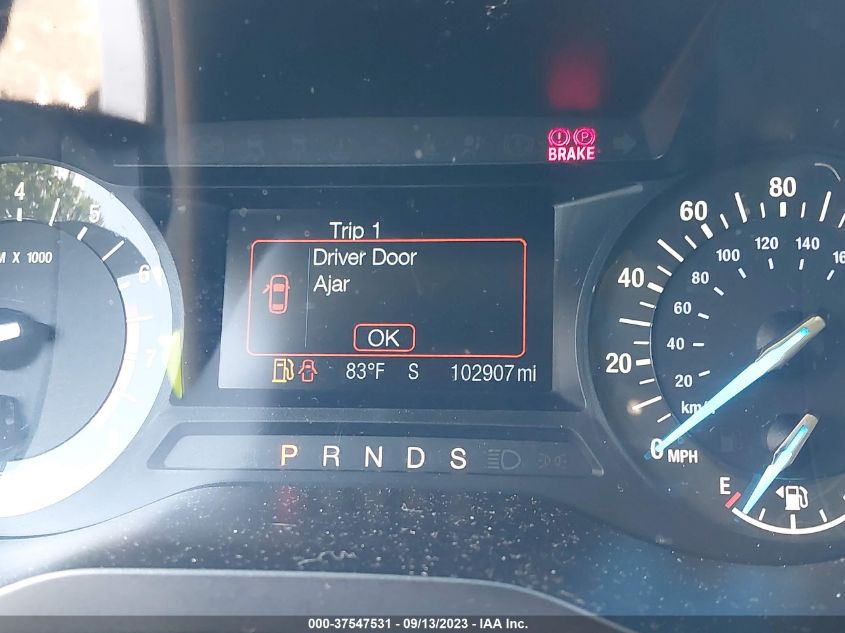 BRAKE
Trip 1
Driver Door
Ajar
OK
83°F S 102907 mi
P R N D S
4
5
6
7
M X 1000
80
60
40
20
0
MPH
160
140
120
100
80
60
40
20
km/h
E
000-37547531 - 09/13/2023 - IAA Inc.